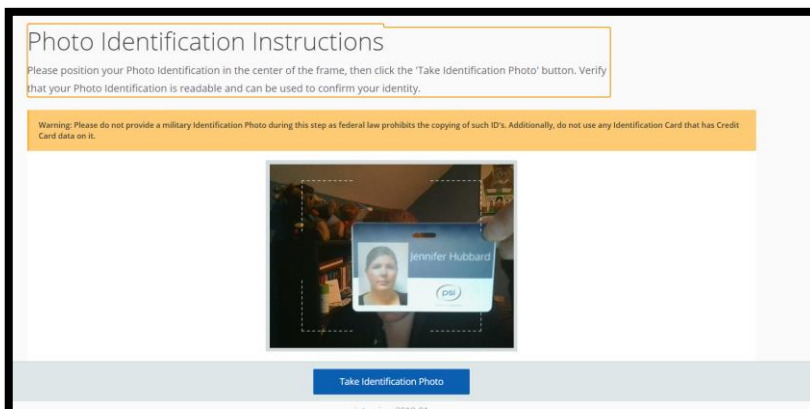 Photo Identification Instructions
Please position your Photo Identification in the center of the frame, then click the 'Take Identification Photo' button. Verify
that your Photo Identification is readable and can be used to confirm your identity.
Warning: Please do not provide a military Identification Photo during this step as federal law prohibits the copying of such ID's. Additionally, do not use any Identification Card that has Credit
Card data on it.
Jennifer Hubbard
psi
Take Identification Photo